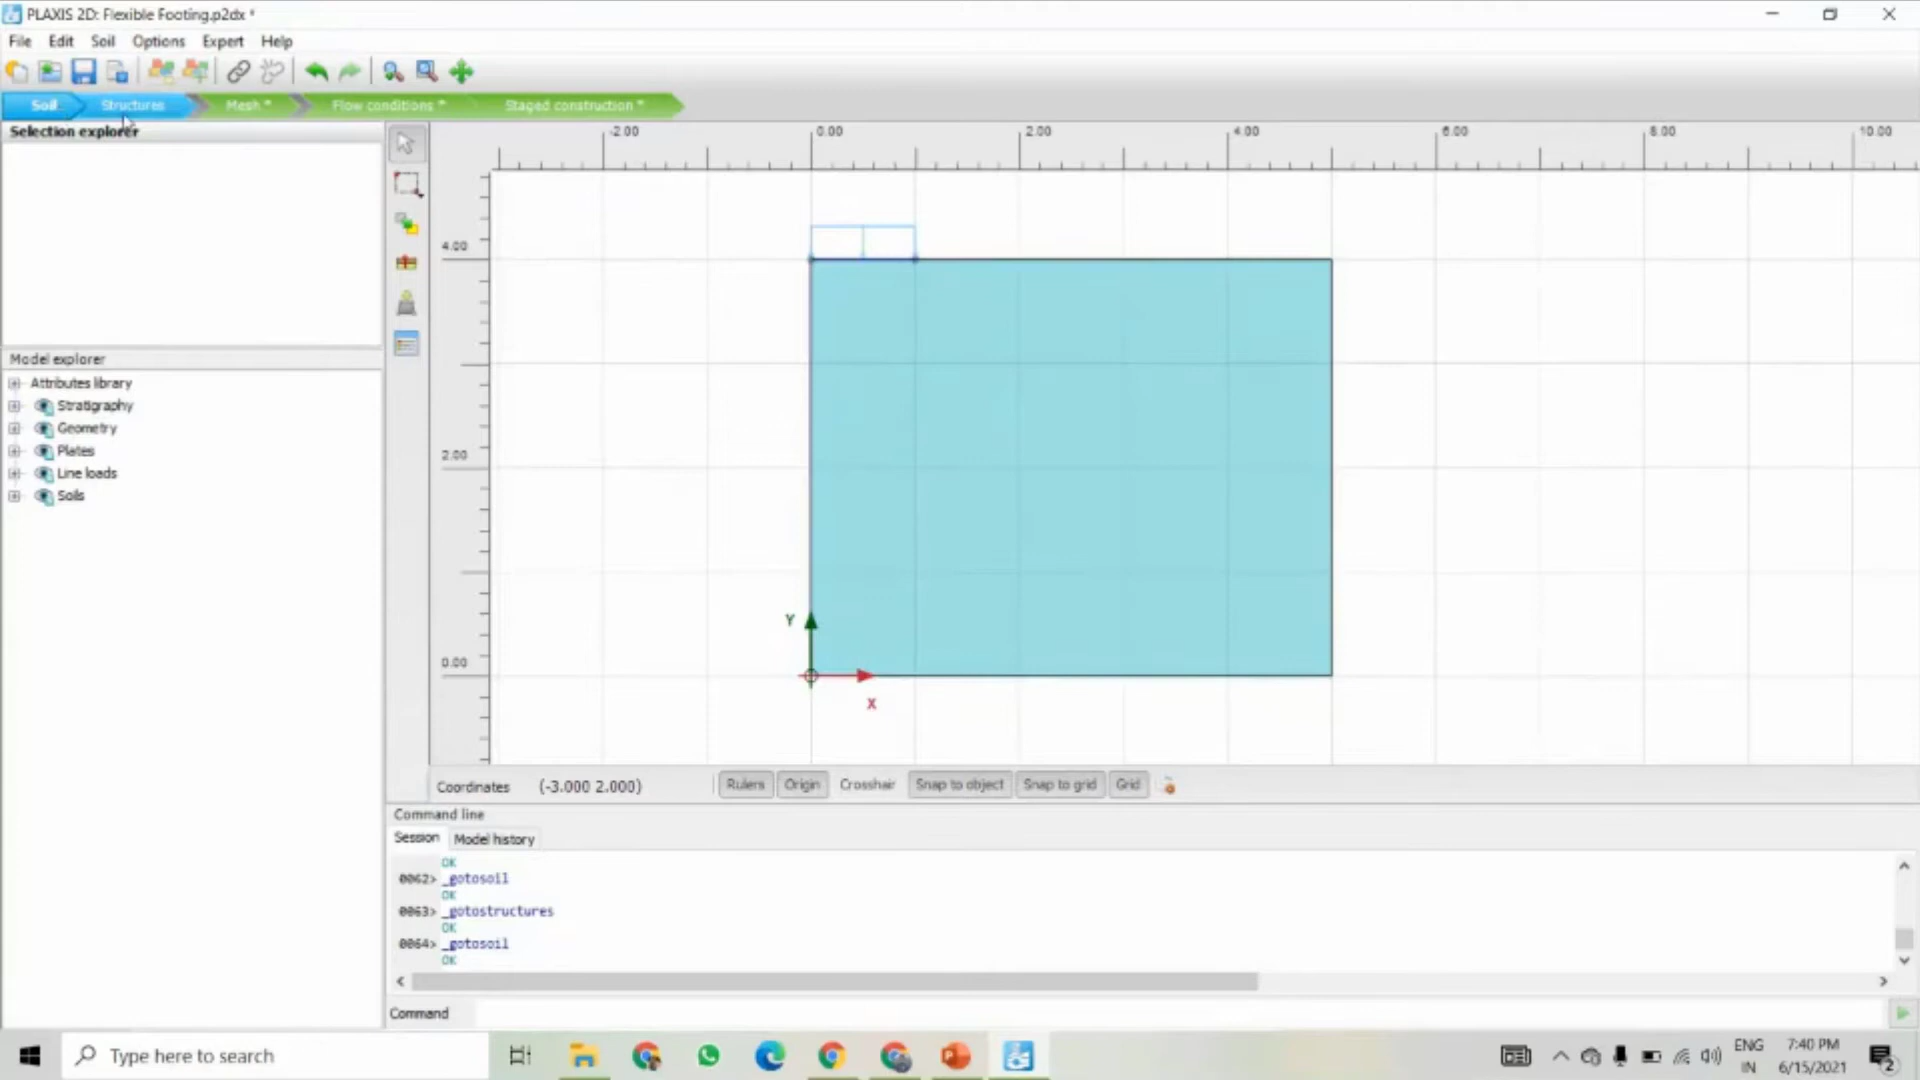 PLAXIS 2D: Flexible Footing.p2dx *
File Edit Soil Options Expert Help
Soil Structures Mesh * Flow conditions * Staged construction *
Selection explorer
-2.00 0.00 2.00 4.00 6.00 8.00 10.00
4.00
Model explorer
Attributes library
Stratigraphy
Geometry
Plates
2.00
Line loads
Soils
Y
0.00
X
Coordinates (-3.000 2.000) Rulers Origin Crosshair Snap to object Snap to grid Grid
Command line
Session Model history
OK
0062> _gotosoil
OK
0063> _gotostructures
OK
0064> _gotosoil
OK
Command
Type here to search
ENG
IN
7:40 PM
6/15/2021
2